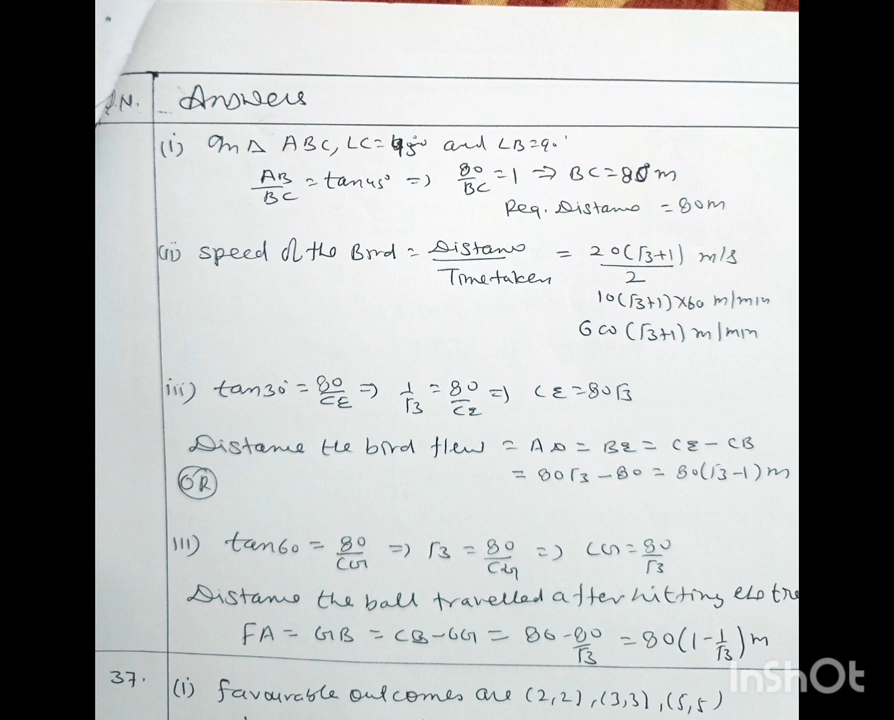 Q.N. Answers
(i) In △ ABC, ∠C=45° and ∠B=90°
AB/BC = tan45° => 80/BC = 1 => BC=80m
Req. Distance = 80m
(ii) speed of the Bird = Distance/Time taken = 20(√3+1)/2 m/s
10(√3+1)×60 m/min
600(√3+1) m/min
iii) tan30° = 80/CE => 1/√3 = 80/CE => CE=80√3
Distance the bird flew = AD = BE = CE-CB
= 80√3-80 = 80(√3-1)m
OR
III) tan60 = 80/CG => √3 = 80/CG => CG = 80/√3
Distance the ball travelled after hitting the tre
FA = GB = CB-CG = 80-80/√3 = 80(1-1/√3)m
37. (i) favourable outcomes are (2,2),(3,3),(5,5)
InShOt